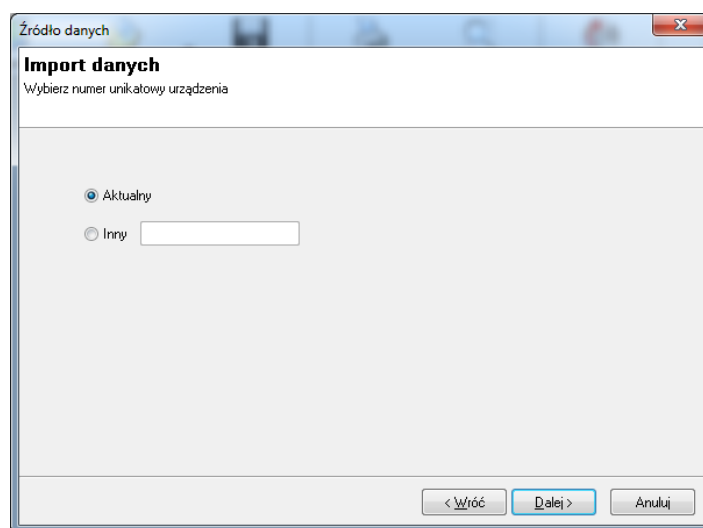 Źródło danych
Import danych
Wybierz numer unikatowy urządzenia
Aktualny
Inny
< Wróć
Dalej >
Anuluj